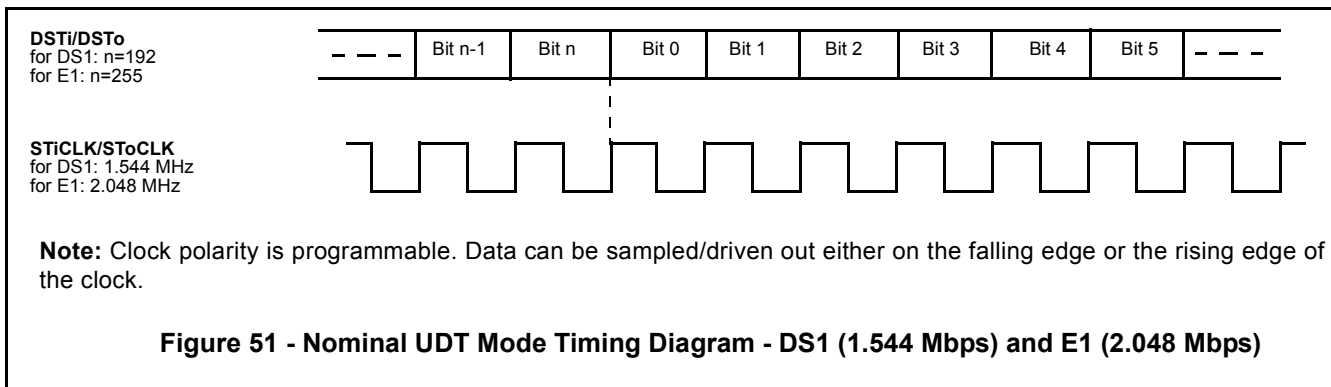 DSTi/DSTo
for DS1: n=192
for E1: n=255
Bit n-1 Bit n Bit 0 Bit 1 Bit 2 Bit 3 Bit 4 Bit 5
STiCLK/SToCLK
for DS1: 1.544 MHz
for E1: 2.048 MHz
Note: Clock polarity is programmable. Data can be sampled/driven out either on the falling edge or the rising edge of
the clock.
Figure 51 - Nominal UDT Mode Timing Diagram - DS1 (1.544 Mbps) and E1 (2.048 Mbps)